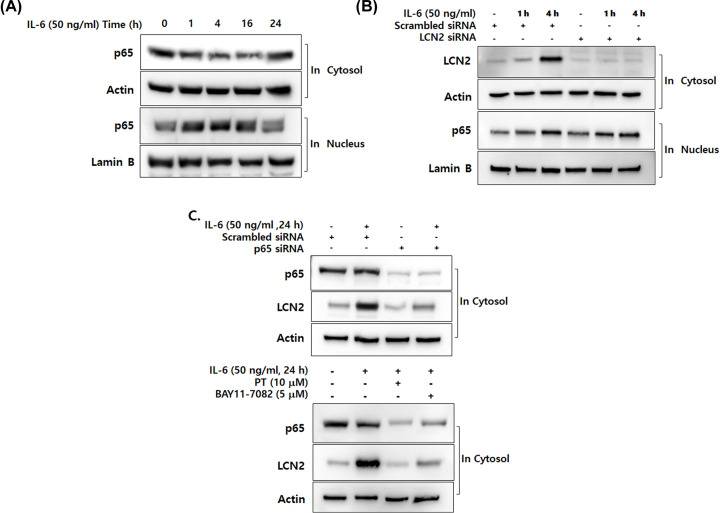 (A)
IL-6 (50 ng/ml) Time (h) 0 1 4 16 24
p65
Actin
In Cytosol
p65
Lamin B
In Nucleus
(B)
IL-6 (50 ng/ml) - 1 h 4 h - 1 h 4 h
Scrambled siRNA + + + - - -
LCN2 siRNA - - - + + +
LCN2
Actin
In Cytosol
p65
Lamin B
In Nucleus
C.
IL-6 (50 ng/ml ,24 h) - + - +
Scrambled siRNA + + - -
p65 siRNA - - + +
p65
LCN2
Actin
In Cytosol
IL-6 (50 ng/ml, 24 h) - + + +
PT (10 μM) - - + -
BAY11-7082 (5 μM) - - - +
p65
LCN2
Actin
In Cytosol